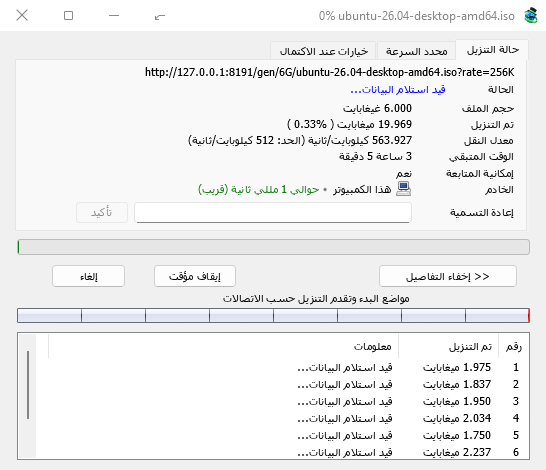 0% ubuntu-26.04-desktop-amd64.iso
حالة التنزيل
محدد السرعة
خيارات عند الاكتمال
http://127.0.0.1:8191/gen/6G/ubuntu-26.04-desktop-amd64.iso?rate=256K
الحالة قيد استلام البيانات...
حجم الملف 6.000 غيغابايت
تم التنزيل 19.969 ميغابايت ( 0.33% )
معدل النقل 563.927 كيلوبايت/ثانية (الحد: 512 كيلوبايت/ثانية)
الوقت المتبقي 3 ساعة 5 دقيقة
إمكانية المتابعة نعم
الخادم هذا الكمبيوتر • حوالي 1 مللي ثانية (قريب)
إعادة التسمية تأكيد
<< إخفاء التفاصيل إيقاف مؤقت إلغاء
مواضع البدء وتقدم التنزيل حسب الاتصالات
رقم تم التنزيل معلومات
1 1.975 ميغابايت قيد استلام البيانات...
2 1.837 ميغابايت قيد استلام البيانات...
3 1.950 ميغابايت قيد استلام البيانات...
4 2.034 ميغابايت قيد استلام البيانات...
5 1.750 ميغابايت قيد استلام البيانات...
6 2.237 ميغابايت قيد استلام البيانات...